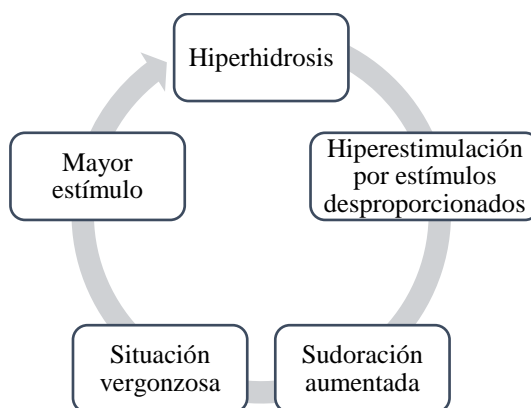 Hiperhidrosis
Hiperestimulación
por estímulos
desproporcionados
Sudoración
aumentada
Situación
vergonzosa
Mayor
estímulo